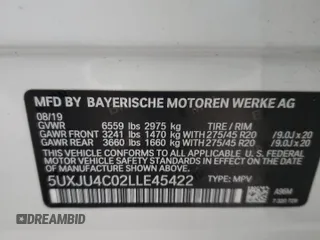 MFD BY BAYERISCHE MOTOREN WERKE AG
08/19
GVWR 6559 lbs 2975 kg TIRE / RIM
GAWR FRONT 3241 lbs 1470 kg WITH 275/45 R20 /9.0J x 20
GAWR REAR 3660 lbs 1660 kg WITH 275/45 R20 /9.0J x 20
THIS VEHICLE CONFORMS TO ALL APPLICABLE U. S. FEDERAL
MOTOR VEHICLE SAFETY STANDARDS IN EFFECT ON THE
DATE OF MANUFACTURE SHOWN ABOVE.
5UXJU4C02LLE45422 TYPE: MPV